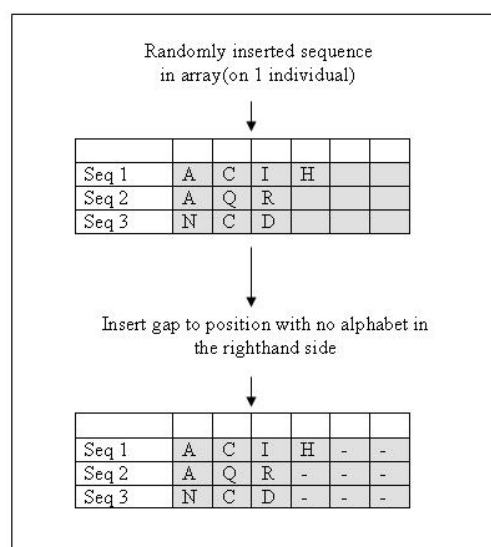 Randomly inserted sequence
in array(on 1 individual)
Seq 1 A C I H
Seq 2 A Q R
Seq 3 N C D
Insert gap to position with no alphabet in
the righthand side
Seq 1 A C I H - -
Seq 2 A Q R - - -
Seq 3 N C D - - -